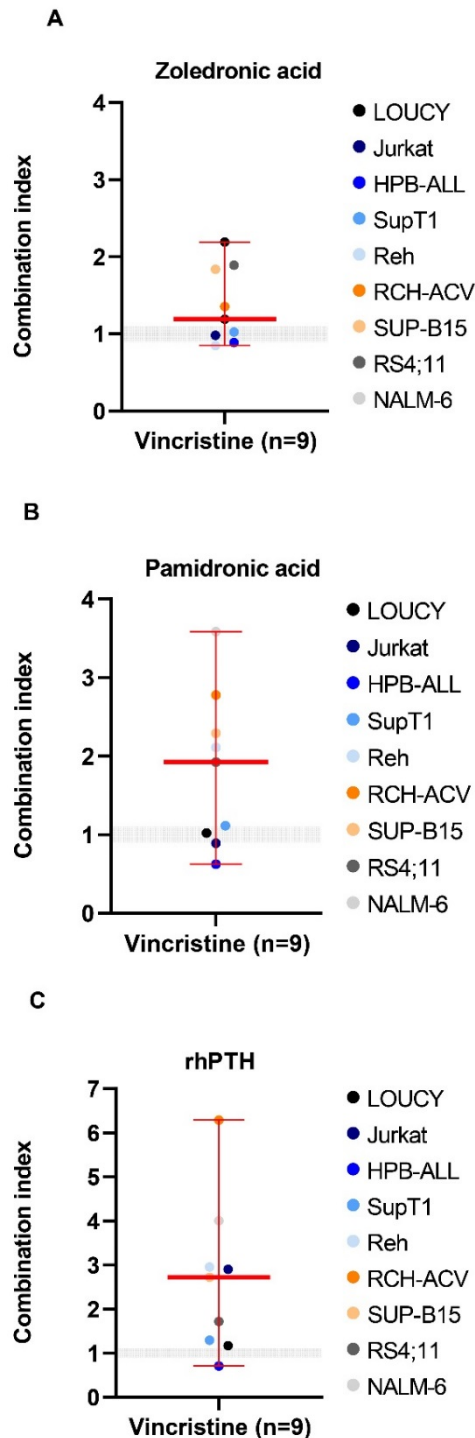 A
Zoledronic acid
Combination index
4
3
2
1
0
Vincristine (n=9)
LOUCY
Jurkat
HPB-ALL
SupT1
Reh
RCH-ACV
SUP-B15
RS4;11
NALM-6
B
Pamidronic acid
Combination index
4
3
2
1
0
Vincristine (n=9)
LOUCY
Jurkat
HPB-ALL
SupT1
Reh
RCH-ACV
SUP-B15
RS4;11
NALM-6
C
rhPTH
Combination index
7
6
5
4
3
2
1
0
Vincristine (n=9)
LOUCY
Jurkat
HPB-ALL
SupT1
Reh
RCH-ACV
SUP-B15
RS4;11
NALM-6